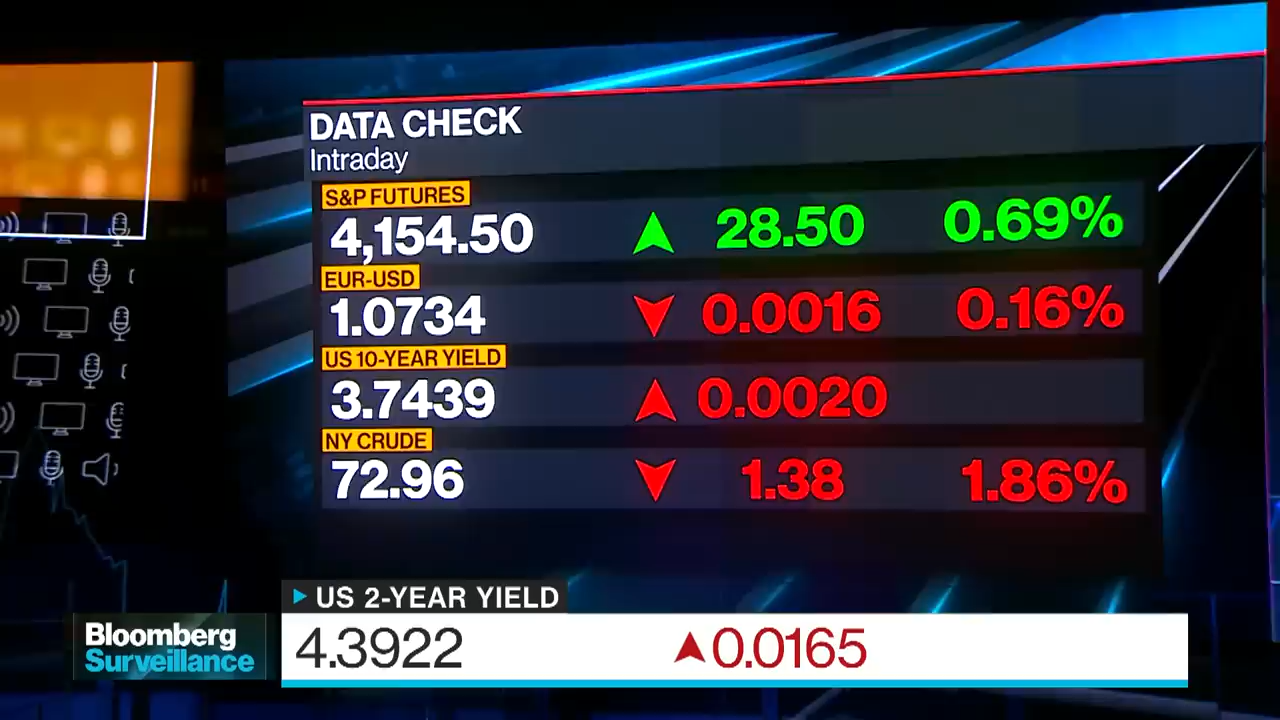 DATA CHECK
Intraday
S&P FUTURES
4,154.50 ▲ 28.50 0.69%
EUR-USD
1.0734 ▼ 0.0016 0.16%
US 10-YEAR YIELD
3.7439 ▲ 0.0020
NY CRUDE
72.96 ▼ 1.38 1.86%
US 2-YEAR YIELD
Bloomberg
Surveillance
4.3922 ▲ 0.0165